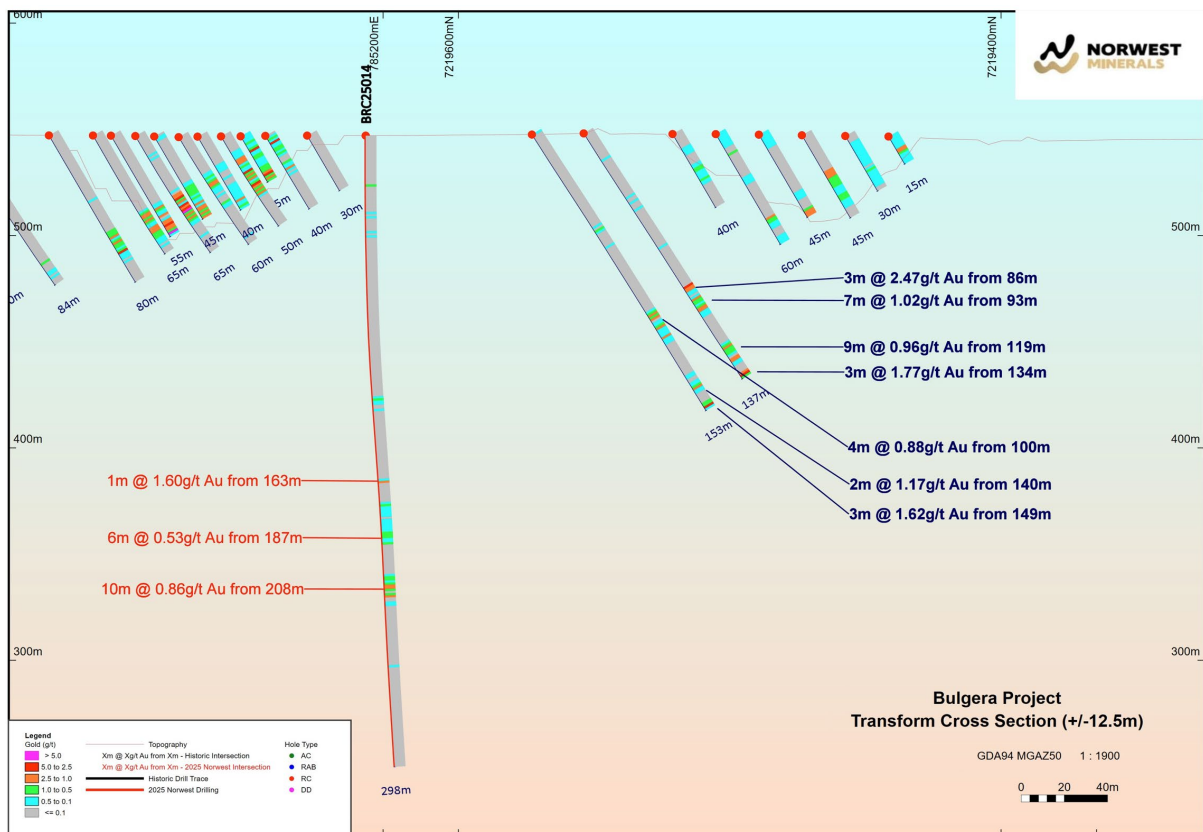 600m
BRC25014
785200mE
7219600mN
7219400mN
NORWEST
MINERALS
500m
500m
84m
80m
65m
55m
45m
65m
40m
60m
5m
50m
40m
30m
40m
60m
45m
45m
30m
15m
3m @ 2.47g/t Au from 86m
7m @ 1.02g/t Au from 93m
9m @ 0.96g/t Au from 119m
3m @ 1.77g/t Au from 134m
137m
153m
400m
400m
4m @ 0.88g/t Au from 100m
2m @ 1.17g/t Au from 140m
3m @ 1.62g/t Au from 149m
1m @ 1.60g/t Au from 163m
6m @ 0.53g/t Au from 187m
10m @ 0.86g/t Au from 208m
300m
300m
298m
Bulgera Project
Transform Cross Section (+/-12.5m)
GDA94 MGAZ50 1 : 1900
0 20 40m
Legend
Gold (g/t)
> 5.0
5.0 to 2.5
2.5 to 1.0
1.0 to 0.5
0.5 to 0.1
<= 0.1
Topography
Xm @ Xg/t Au from Xm - Historic Intersection
Xm @ Xg/t Au from Xm - 2025 Norwest Intersection
Historic Drill Trace
2025 Norwest Drilling
Hole Type
AC
RAB
RC
DD